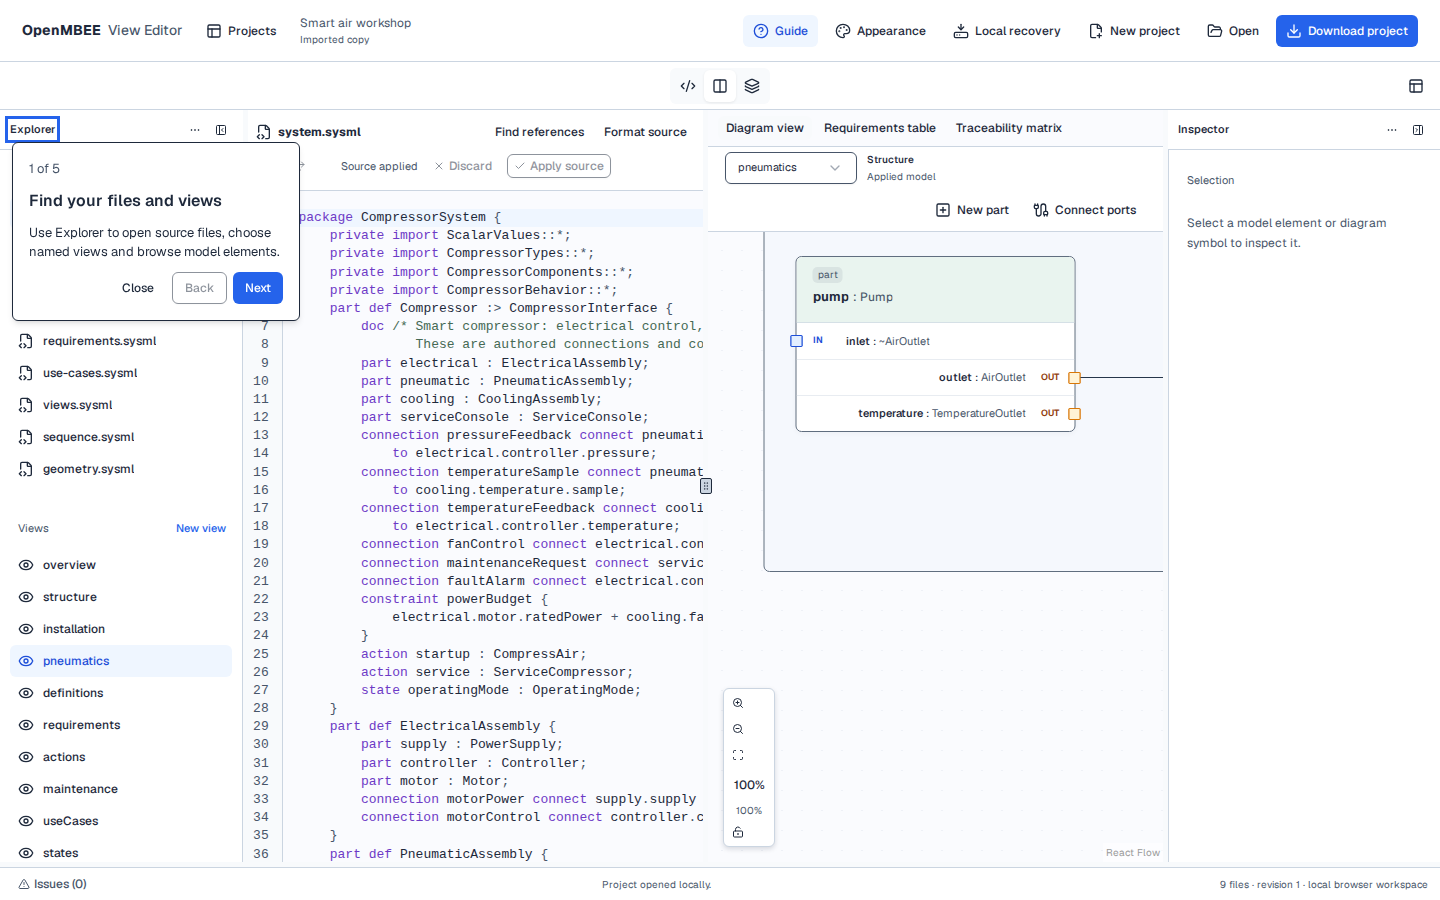 OpenMBEE View Editor
Projects
Smart air workshop
Imported copy
Guide
Appearance
Local recovery
New project
Open
Download project
Explorer
1 of 5
Find your files and views
Use Explorer to open source files, choose
named views and browse model elements.
Close
Back
Next
requirements.sysml
use-cases.sysml
views.sysml
sequence.sysml
geometry.sysml
Views
New view
overview
structure
installation
pneumatics
definitions
requirements
actions
maintenance
useCases
states
system.sysml
Find references
Format source
Source applied
Discard
Apply source
package CompressorSystem {
private import ScalarValues::*;
private import CompressorTypes::*;
private import CompressorComponents::*;
private import CompressorBehavior::*;
part def Compressor :> CompressorInterface {
7 doc /* Smart compressor: electrical control,
8 These are authored connections and co
9 part electrical : ElectricalAssembly;
10 part pneumatic : PneumaticAssembly;
11 part cooling : CoolingAssembly;
12 part serviceConsole : ServiceConsole;
13 connection pressureFeedback connect pneumati
14 to electrical.controller.pressure;
15 connection temperatureSample connect pneumat
16 to cooling.temperature.sample;
17 connection temperatureFeedback connect cooli
18 to electrical.controller.temperature;
19 connection fanControl connect electrical.con
20 connection maintenanceRequest connect servic
21 connection faultAlarm connect electrical.con
22 constraint powerBudget {
23 electrical.motor.ratedPower + cooling.fa
24 }
25 action startup : CompressAir;
26 action service : ServiceCompressor;
27 state operatingMode : OperatingMode;
28 }
29 part def ElectricalAssembly {
30 part supply : PowerSupply;
31 part controller : Controller;
32 part motor : Motor;
33 connection motorPower connect supply.supply
34 connection motorControl connect controller.c
35 }
36 part def PneumaticAssembly {
Diagram view
Requirements table
Traceability matrix
pneumatics
Structure
Applied model
New part
Connect ports
part
pump : Pump
IN inlet : ~AirOutlet
outlet : AirOutlet OUT
temperature : TemperatureOutlet OUT
100%
100%
React Flow
Inspector
Selection
Select a model element or diagram
symbol to inspect it.
Issues (0)
Project opened locally.
9 files · revision 1 · local browser workspace